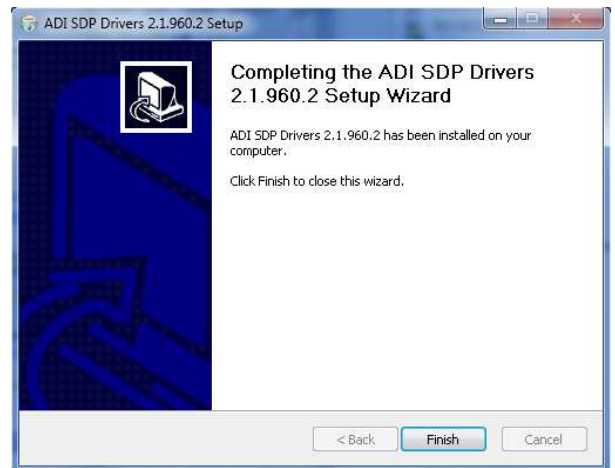 ADI SDP Drivers 2.1.960.2 Setup
Completing the ADI SDP Drivers
2.1.960.2 Setup Wizard
ADI SDP Drivers 2.1.960.2 has been installed on your
computer.
Click Finish to close this wizard.
< Back Finish Cancel